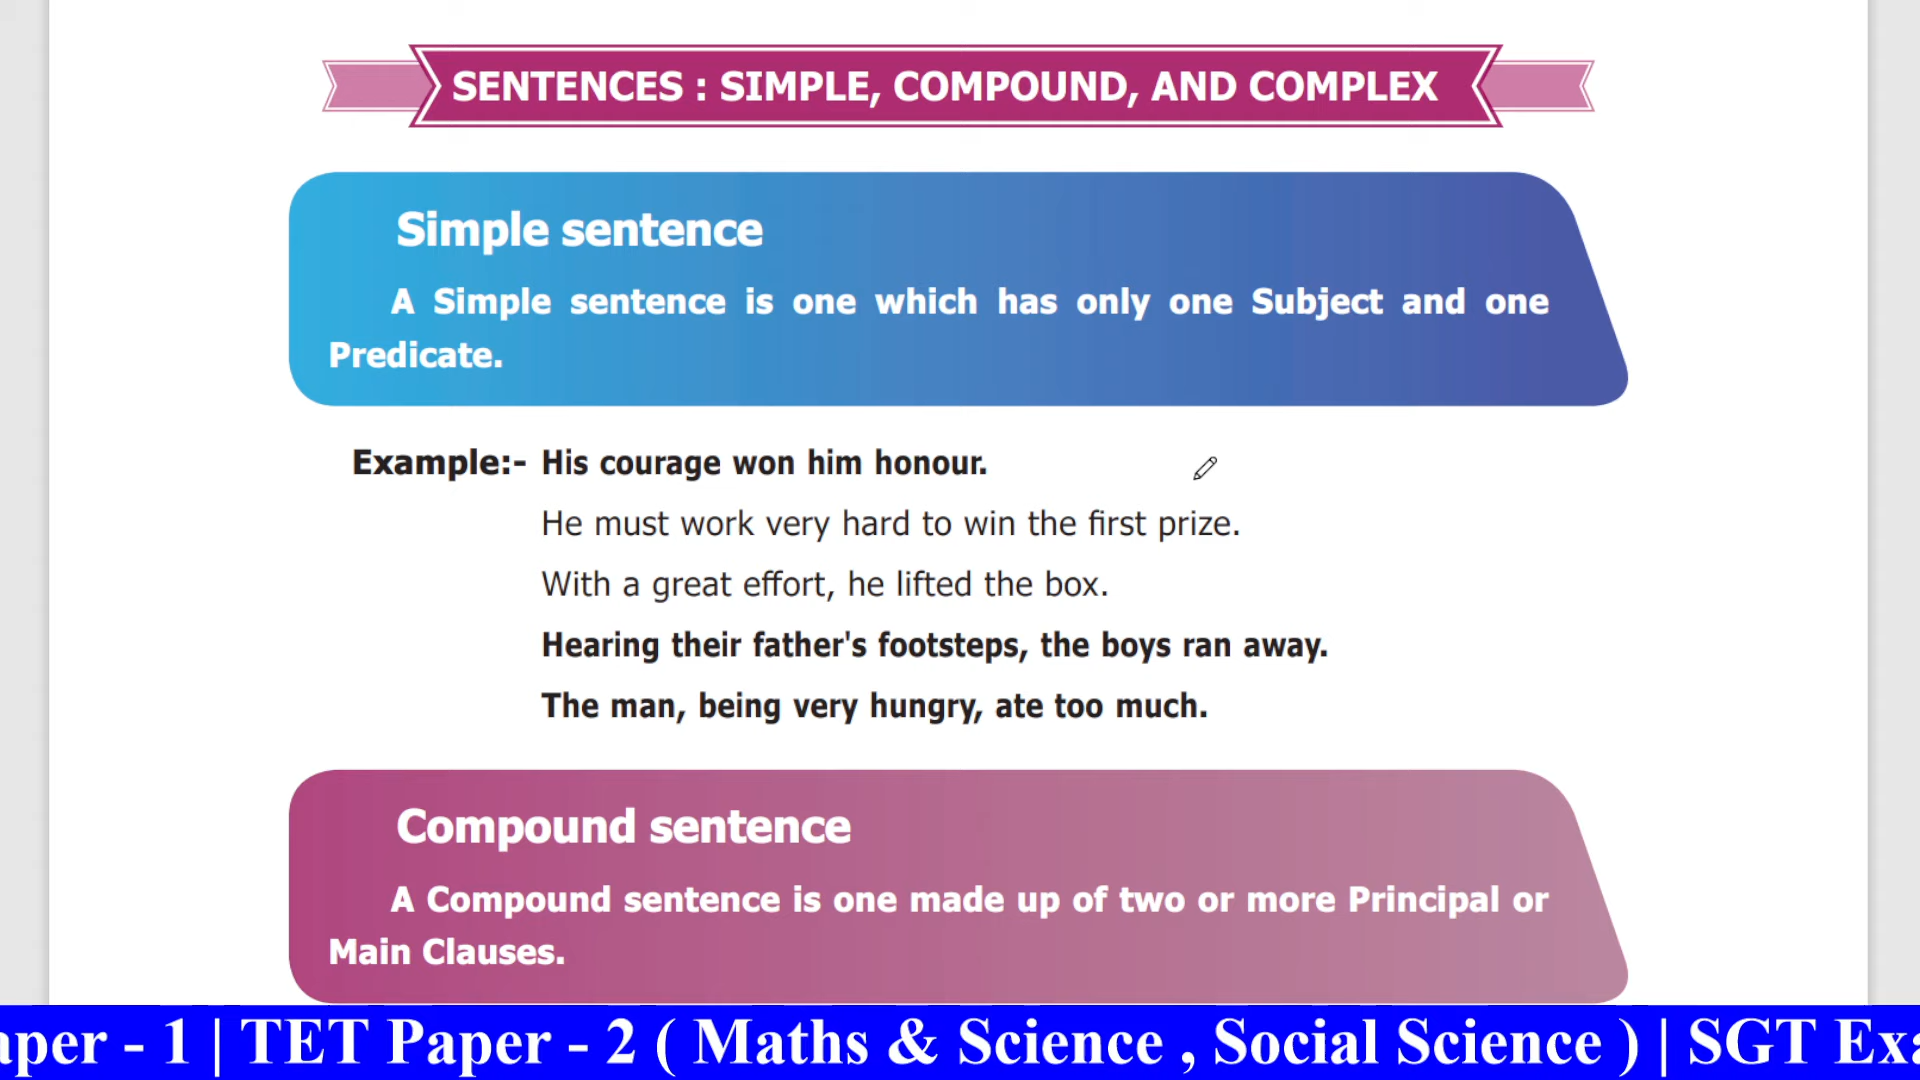 SENTENCES : SIMPLE, COMPOUND, AND COMPLEX
Simple sentence
A Simple sentence is one which has only one Subject and one
Predicate.
Example:- His courage won him honour.
He must work very hard to win the first prize.
With a great effort, he lifted the box.
Hearing their father's footsteps, the boys ran away.
The man, being very hungry, ate too much.
Compound sentence
A Compound sentence is one made up of two or more Principal or
Main Clauses.
aper - 1 | TET Paper - 2 ( Maths & Science , Social Science ) | SGT Exa